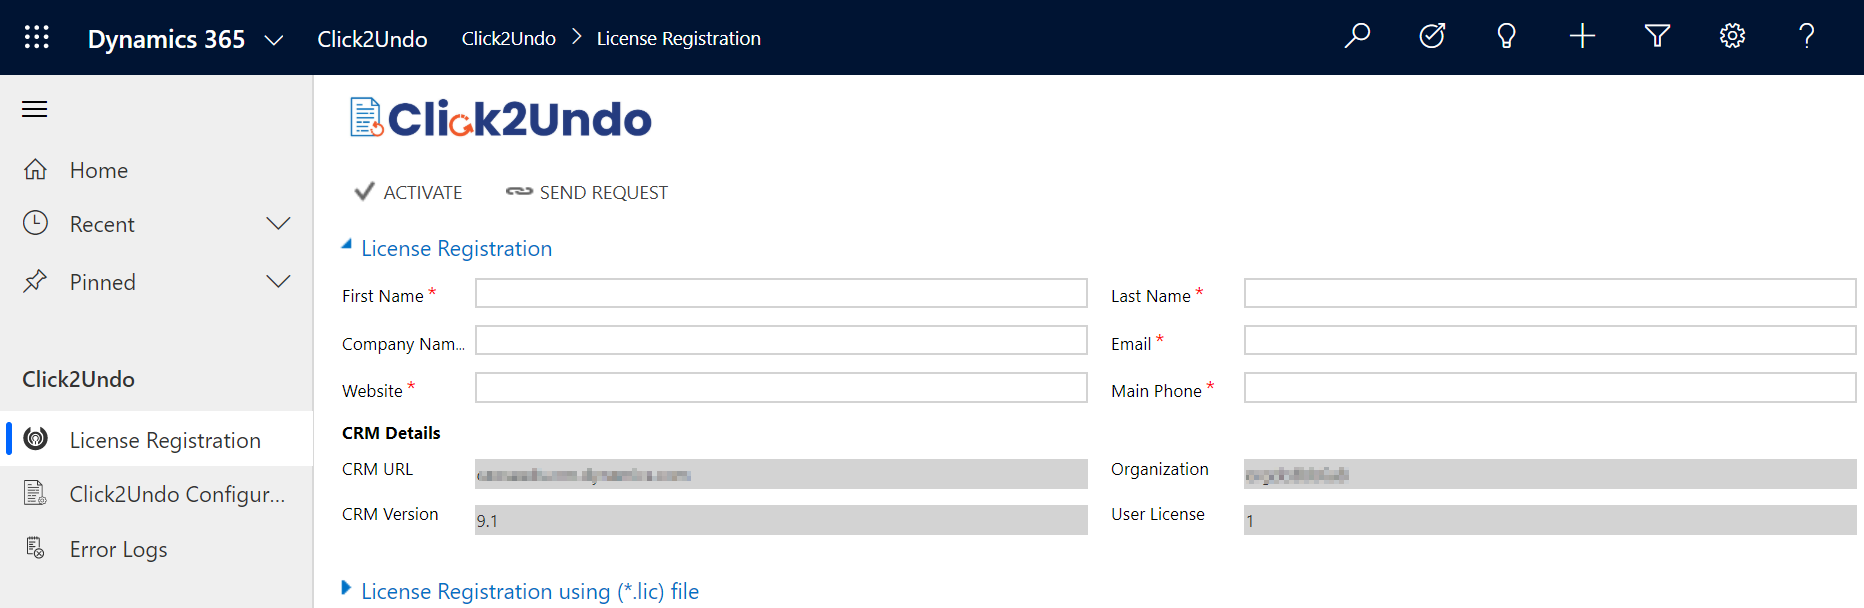 Dynamics 365 Click2Undo Click2Undo > License Registration
Click2Undo
Home
Recent
Pinned
Click2Undo
License Registration
Click2Undo Configur...
Error Logs
ACTIVATE SEND REQUEST
License Registration
First Name * Last Name *
Company Nam... Email *
Website * Main Phone *
CRM Details
CRM URL Organization
CRM Version 9.1 User License 1
License Registration using (*.lic) file